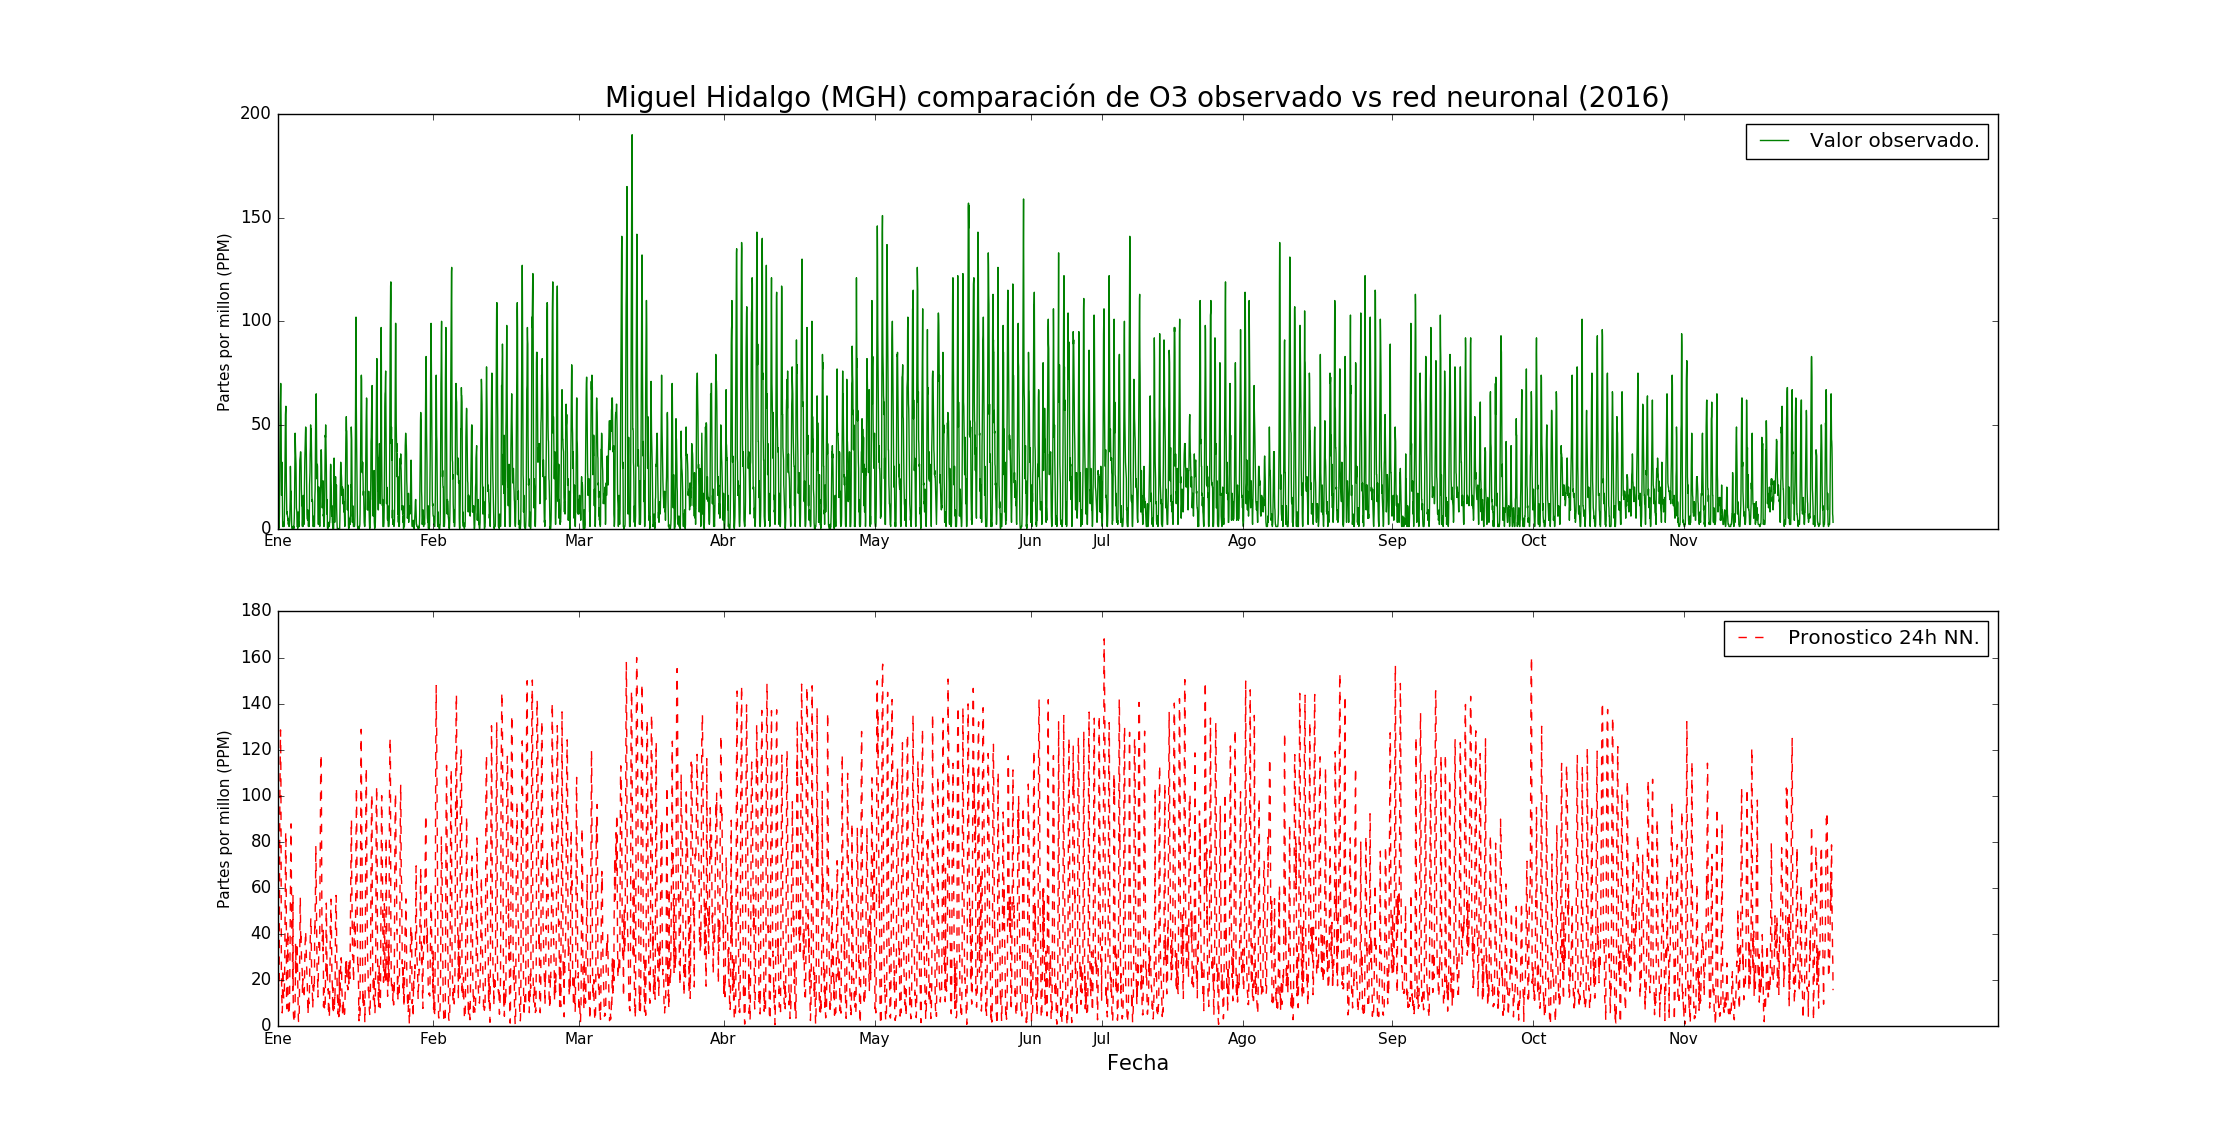 Miguel Hidalgo (MGH) comparación de O3 observado vs red neuronal (2016)
200
150
100
50
0
Partes por millon (PPM)
Valor observado.
Ene Feb Mar Abr May Jun Jul Ago Sep Oct Nov
180
160
140
120
100
80
60
40
20
0
Partes por millon (PPM)
Pronostico 24h NN.
Ene Feb Mar Abr May Jun Jul Ago Sep Oct Nov
Fecha